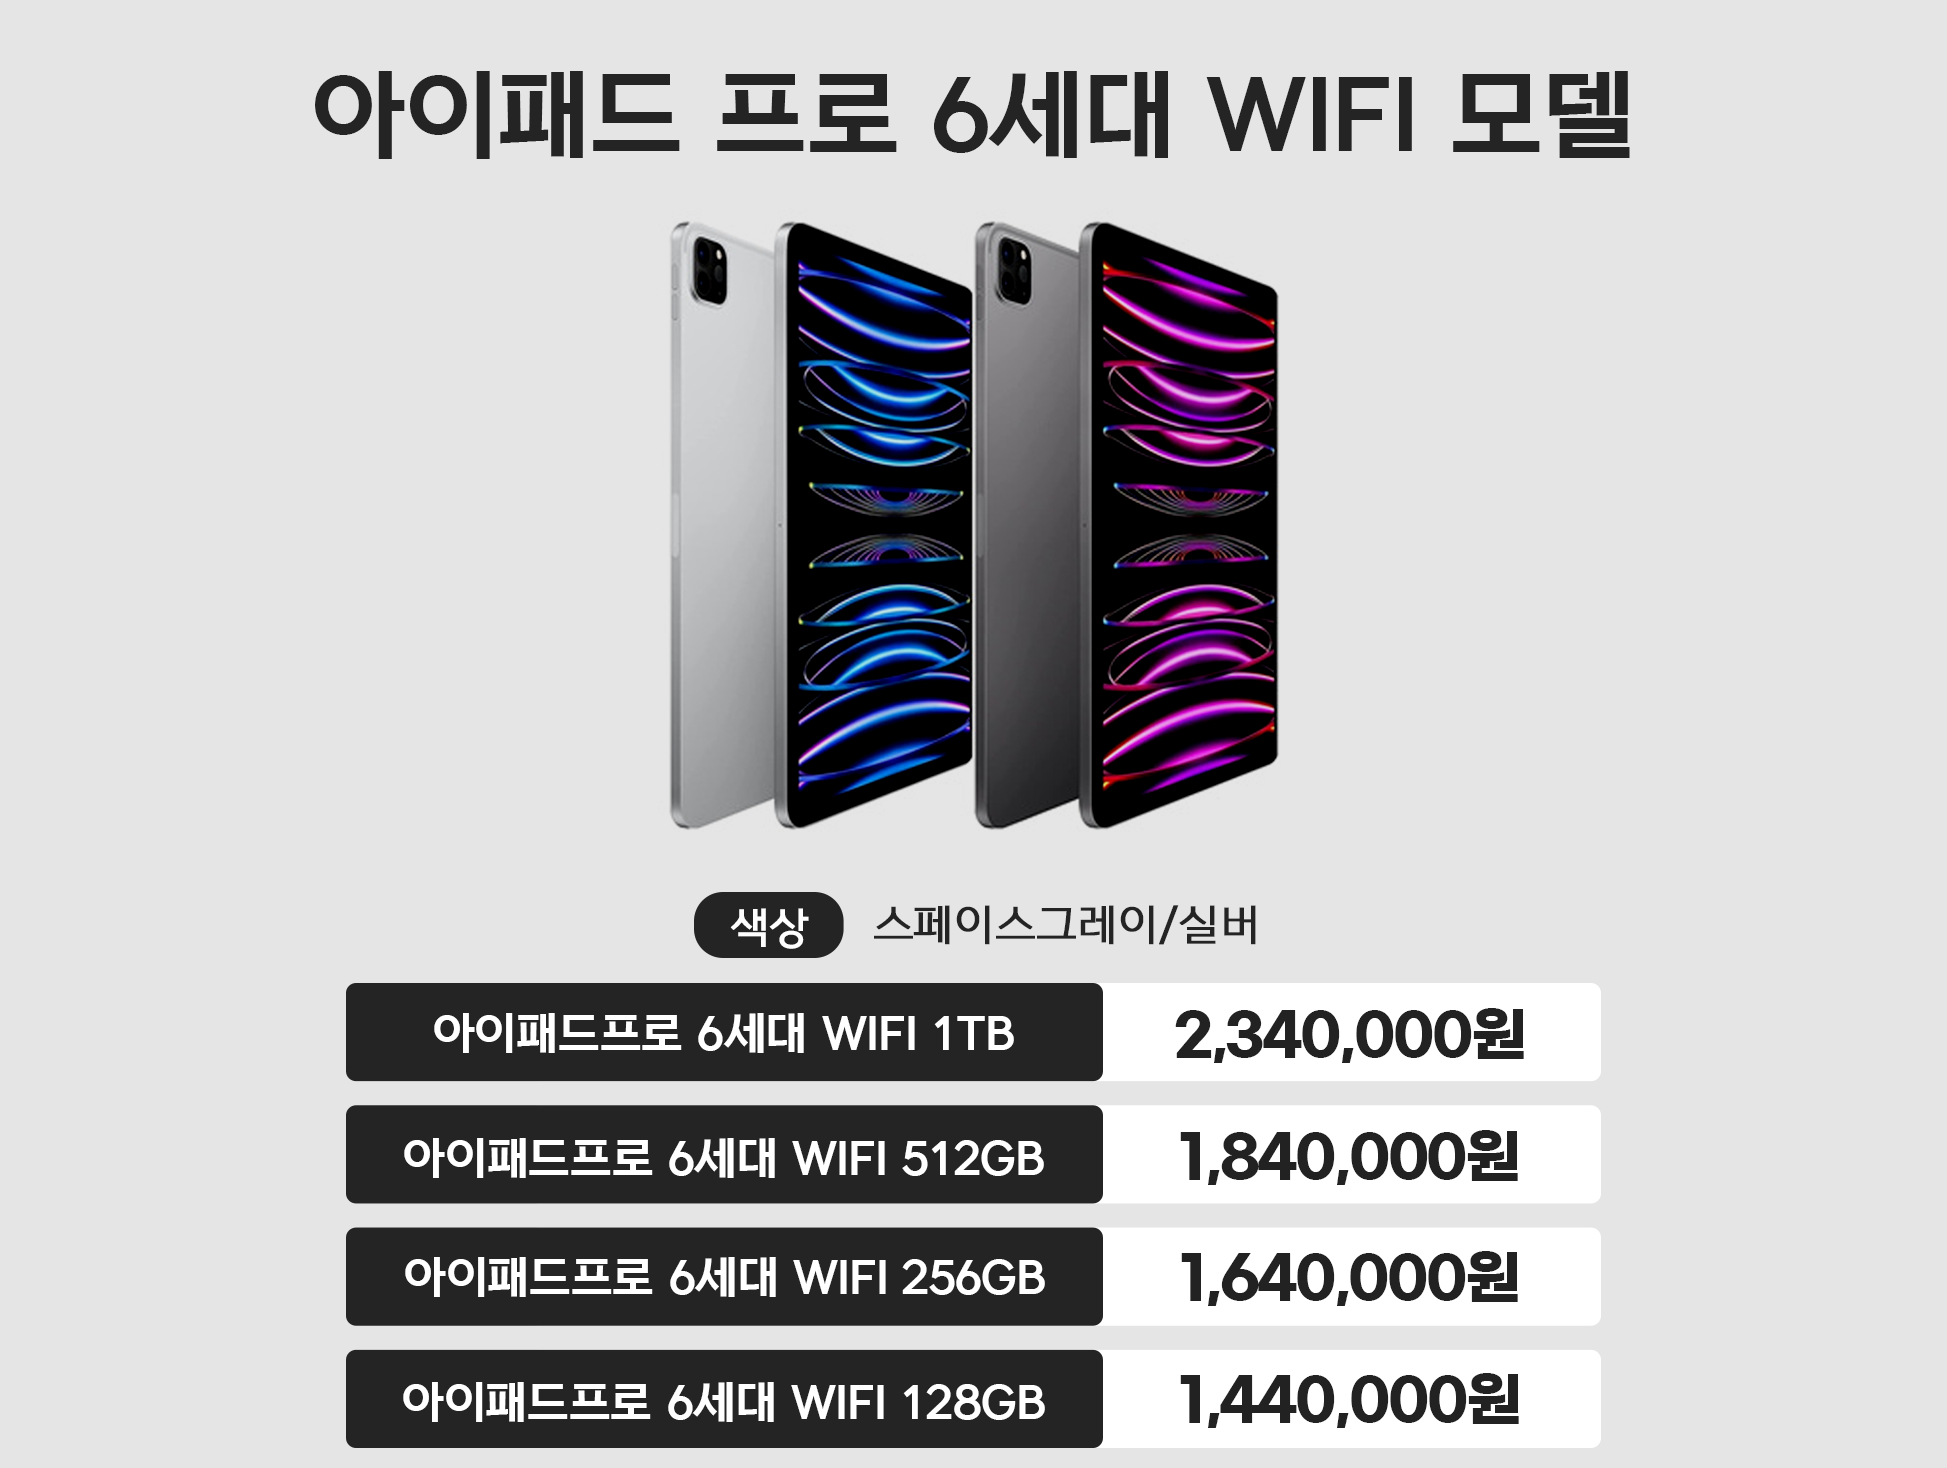 아이패드 프로 6세대 WIFI 모델
색상 스페이스그레이/실버
아이패드프로 6세대 WIFI 1TB 2,340,000원
아이패드프로 6세대 WIFI 512GB 1,840,000원
아이패드프로 6세대 WIFI 256GB 1,640,000원
아이패드프로 6세대 WIFI 128GB 1,440,000원